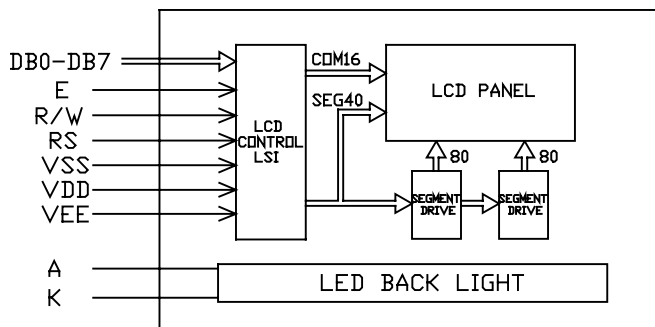 DB0-DB7
E
R/W
RS
VSS
VDD
VEE
A
K
LCD
CONTROL
LSI
COM16
SEG40
LCD PANEL
80
80
SEGMENT
DRIVE
SEGMENT
DRIVE
LED BACK LIGHT